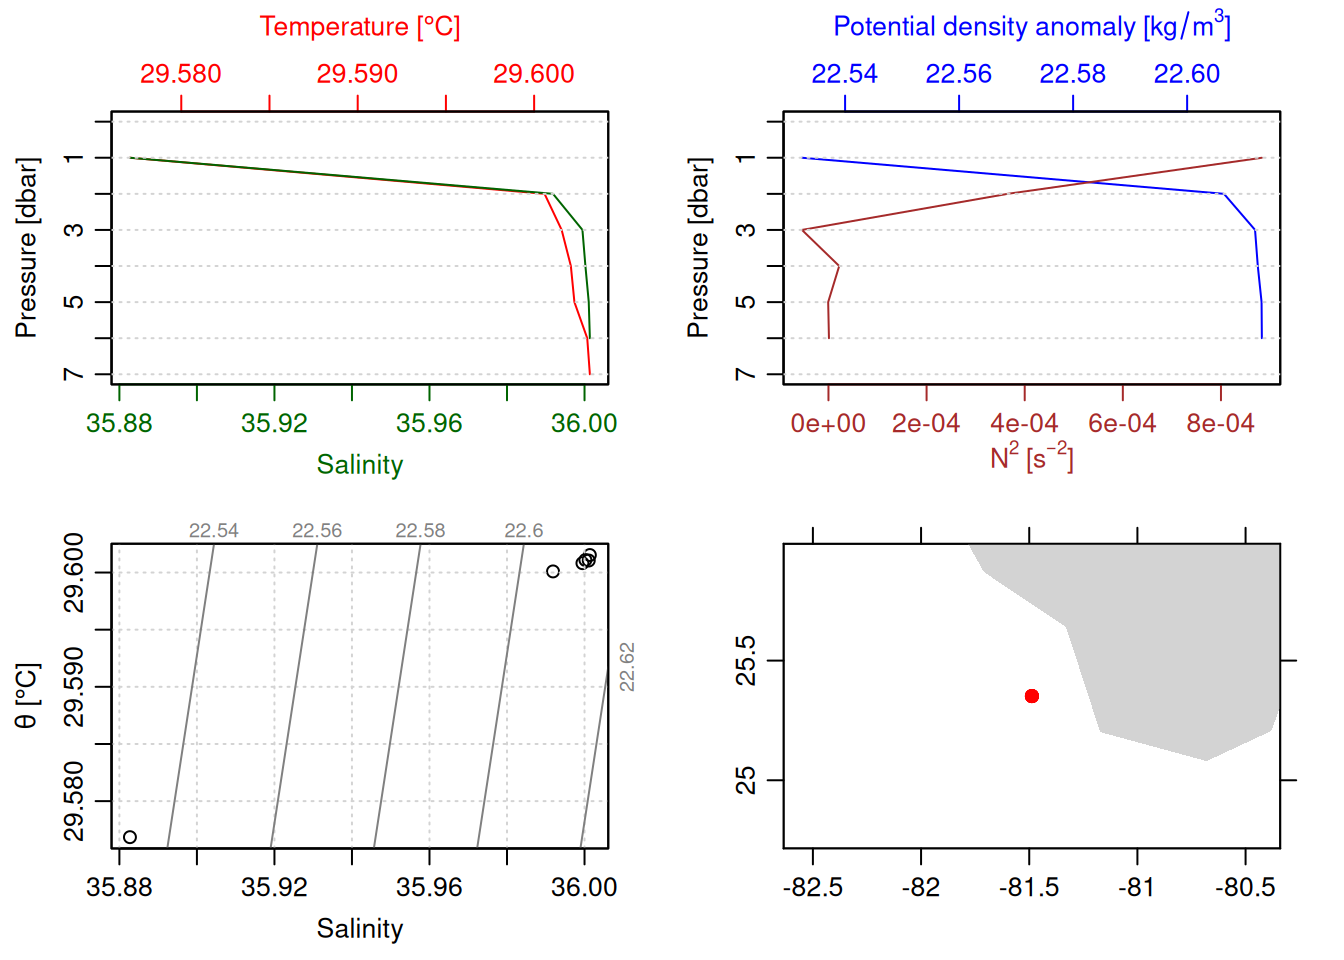 Temperature [°C]
29.580 29.590 29.600
Pressure [dbar]
1
3
5
7
35.88 35.92 35.96 36.00
Salinity
Potential density anomaly [kg/m³]
22.54 22.56 22.58 22.60
Pressure [dbar]
1
3
5
7
0e+00 2e-04 4e-04 6e-04 8e-04
N² [s⁻²]
22.54 22.56 22.58 22.6
22.62
θ [°C]
29.600
29.590
29.580
35.88 35.92 35.96 36.00
Salinity
25.5
25
-82.5 -82 -81.5 -81 -80.5